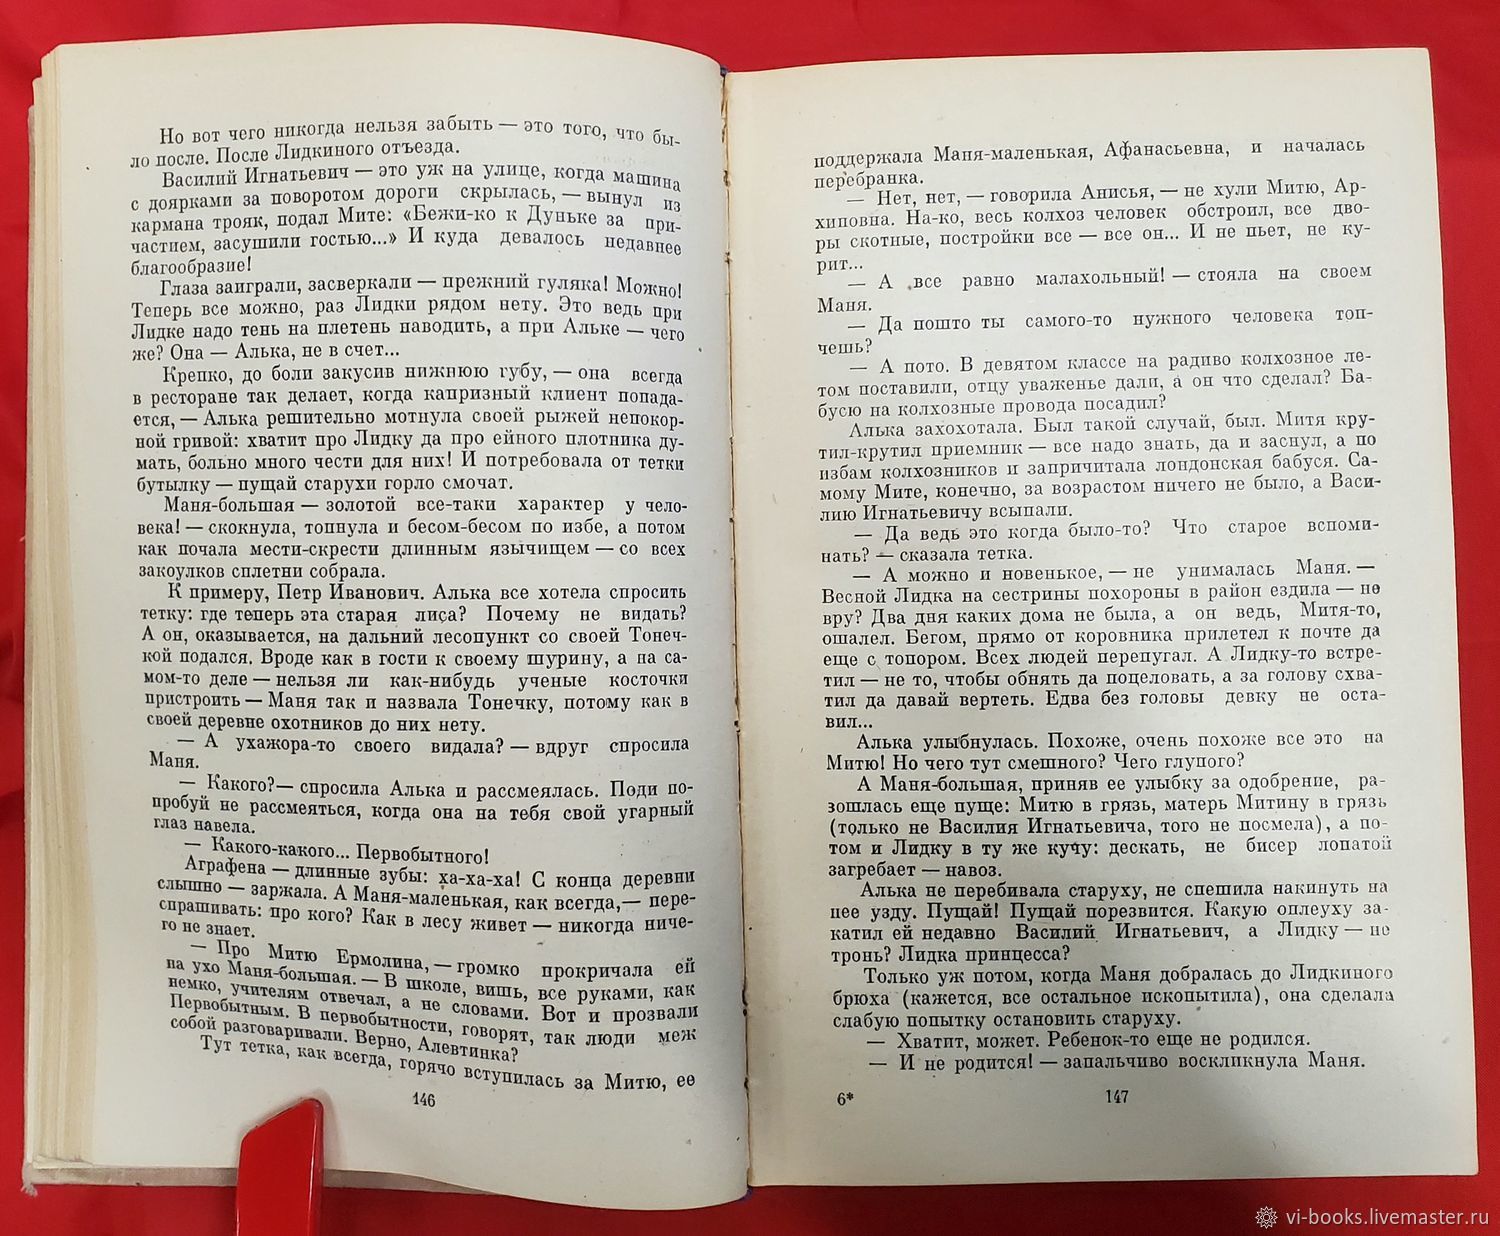 Но вот чего никогда нельзя забыть — это того, что бы-
ло после. После Лидкиного отъезда.
Василий Игнатьевич — это уж на улице, когда машина
с доярками за поворотом дороги скрылась, — вынул из
кармана трояк, подал Мите: «Бежи-ко к Дуньке за при-
частием, засушили гостью...» И куда девалось недавнее
благообразие!
Глаза заиграли, засверкали — прежний гуляка! Можно!
Теперь все можно, раз Лидки рядом нету. Это ведь при
Лидке надо тень на плетень наводить, а при Альке — чего
же? Она — Алька, не в счет...
Крепко, до боли закусив нижнюю губу, — она всегда
в ресторане так делает, когда капризный клиент попада-
ется, — Алька решительно мотнула своей рыжей непокор-
ной гривой: хватит про Лидку да про ейного плотника ду-
мать, больно много чести для них! И потребовала от тетки
бутылку — пущай старухи горло смочат.
Маня-большая — золотой все-таки характер у чело-
века! — скокнула, топнула и бесом-бесом по избе, а потом
как почала мести-скрести длинным язычищем — со всех
закоулков сплетни собрала.
К примеру, Петр Иванович. Алька все хотела спросить
тетку: где теперь эта старая лиса? Почему не видать?
А он, оказывается, на дальний лесопункт со своей Тонеч-
кой подался. Вроде как в гости к своему шурину, а на са-
мом-то деле — нельзя ли как-нибудь ученые косточки
пристроить — Маня так и назвала Тонечку, потому как в
своей деревне охотников до них нету.
— А ухажора-то своего видала? — вдруг спросила
Маня.
— Какого?— спросила Алька и рассмеялась. Поди по-
пробуй не рассмеяться, когда она на тебя свой угарный
глаз навела.
— Какого-какого... Первобытного!
Аграфена — длинные зубы: ха-ха-ха! С конца деревни
слышно — заржала. А Маня-маленькая, как всегда,— пере-
спрашивать: про кого? Как в лесу живет — никогда ниче-
го не знает.
— Про Митю Ермолина, — громко прокричала ей
на ухо Маня-большая. — В школе, вишь, все руками, как
немко, учителям отвечал, а не словами. Вот и прозвали
Первобытным. В первобытности, говорят, так люди меж
собой разговаривали. Верно, Алевтинка?
Тут тетка, как всегда, горячо вступилась за Митю, ее
146
поддержала Маня-маленькая, Афанасьевна, и началась
перебранка.
— Нет, нет, — говорила Анисья, — не хули Митю, Ар-
хиповна. На-ко, весь колхоз человек обстроил, все дво-
ры скотные, постройки все — все он... И не пьет, не ку-
рит...
— А все равно малахольный! — стояла на своем
Маня.
— Да пошто ты самого-то нужного человека топ-
чешь?
— А пото. В девятом классе на радиво колхозное ле-
том поставили, отцу уваженье дали, а он что сделал? Ба-
бусю на колхозные провода посадил?
Алька захохотала. Был такой случай, был. Митя кру-
тил-крутил приемник — все надо знать, да и заснул, а по
избам колхозников и запричитала лондонская бабуся. Са-
мому Мите, конечно, за возрастом ничего не было, а Васи-
лию Игнатьевичу всыпали.
— Да ведь это когда было-то? Что старое вспоми-
нать? — сказала тетка.
— А можно и новенькое, — не унималась Маня. —
Весной Лидка на сестрины похороны в район ездила — не
вру? Два дня каких дома не была, а он ведь, Митя-то,
ошалел. Бегом, прямо от коровника прилетел к почте да
еще с топором. Всех людей перепугал. А Лидку-то встре-
тил — не то, чтобы обнять да поцеловать, а за голову схва-
тил да давай вертеть. Едва без головы девку не оста-
вил...
Алька улыбнулась. Похоже, очень похоже все это на
Митю! Но чего тут смешного? Чего глупого?
А Маня-большая, приняв ее улыбку за одобрение, ра-
зошлась еще пуще: Митю в грязь, матерь Митину в грязь
(только не Василия Игнатьевича, того не посмела), а по-
том и Лидку в ту же кучу: дескать, не бисер лопатой
загребает — навоз.
Алька не перебивала старуху, не спешила накинуть на
нее узду. Пущай! Пущай порезвится. Какую оплеуху за-
катил ей недавно Василий Игнатьевич, а Лидку — не
тронь? Лидка принцесса?
Только уж потом, когда Маня добралась до Лидкиного
брюха (кажется, все остальное ископытила), она сделала
слабую попытку остановить старуху.
— Хватит, может. Ребенок-то еще не родился.
— И не родится! — запальчиво воскликнула Маня.
6*
147
vi-books.livemaster.ru